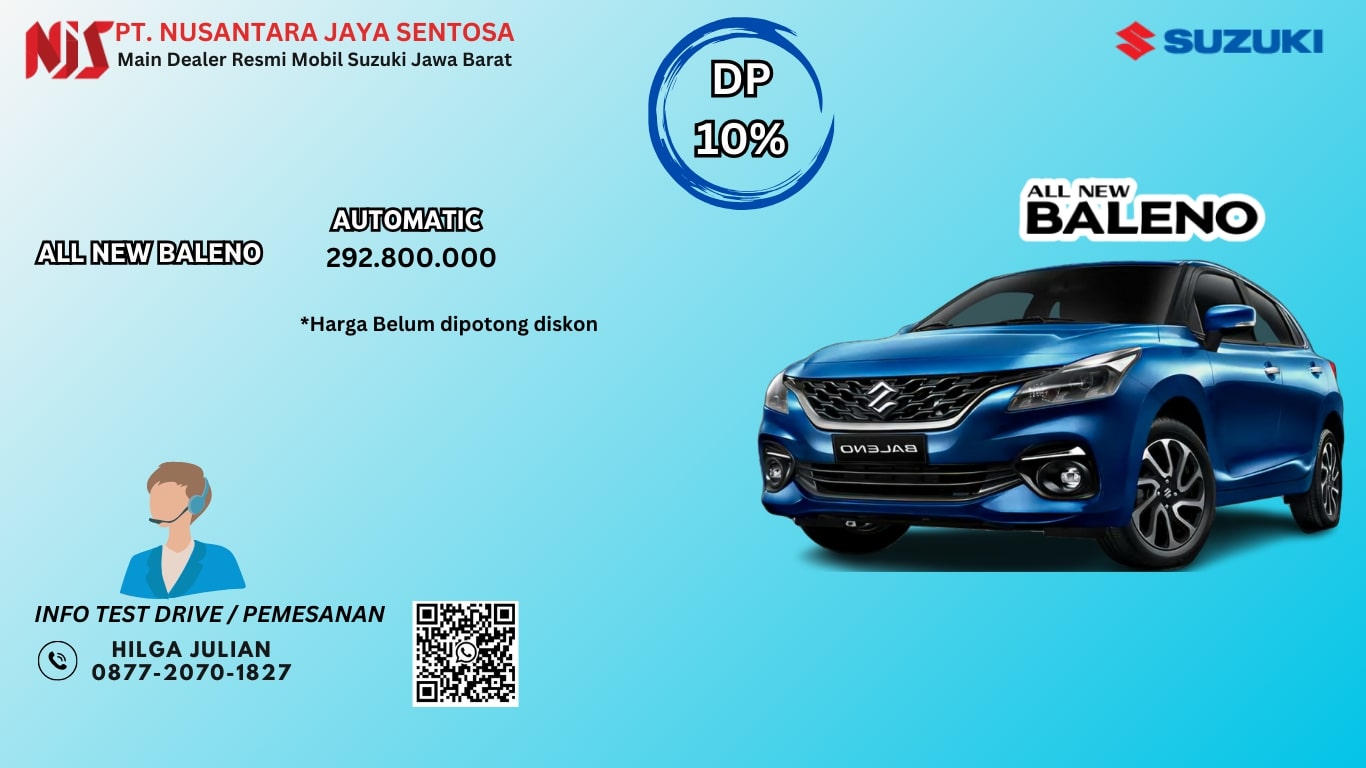 NJS PT. NUSANTARA JAYA SENTOSA
Main Dealer Resmi Mobil Suzuki Jawa Barat
DP
10%
SUZUKI
ALL NEW
BALENO
ALL NEW BALENO
AUTOMATIC
292.800.000
*Harga Belum dipotong diskon
BALENO
INFO TEST DRIVE / PEMESANAN
HILGA JULIAN
0877-2070-1827